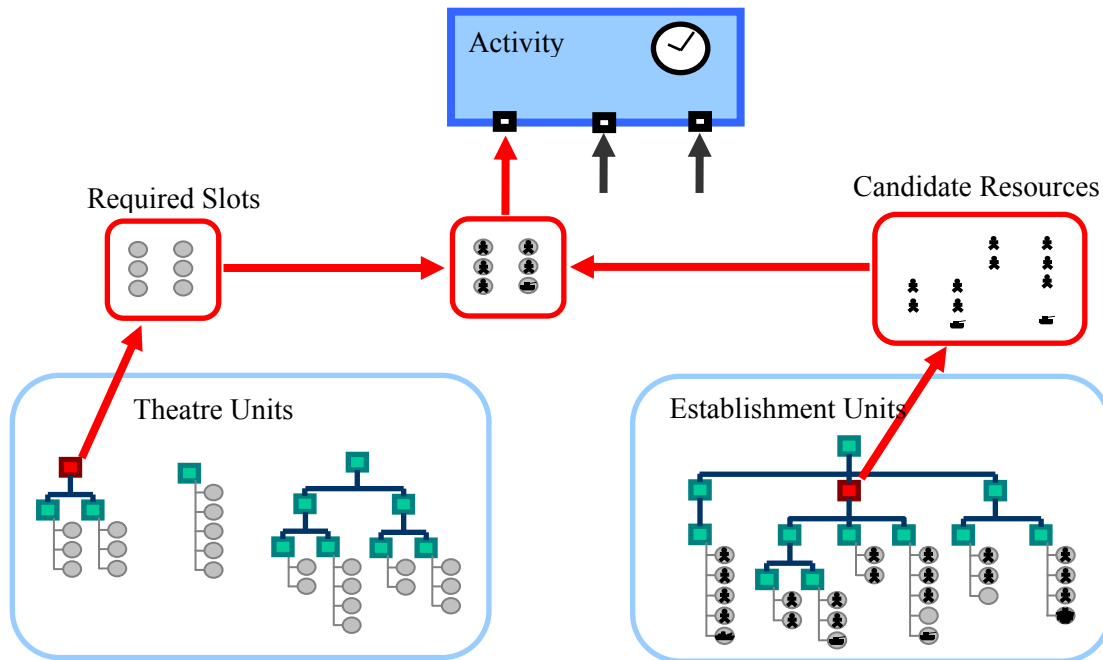 Activity
Required Slots
Candidate Resources
Theatre Units
Establishment Units